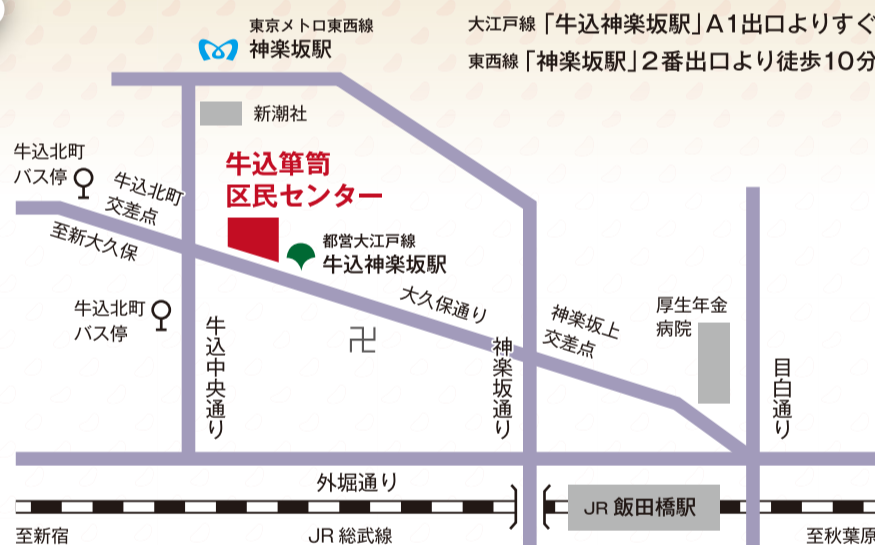 東京メトロ東西線
神楽坂駅
大江戸線「牛込神楽坂駅」A1出口よりすぐ
東西線「神楽坂駅」2番出口より徒歩10分
新潮社
牛込北町
バス停
牛込北町
交差点
牛込箪笥
区民センター
至新大久保
都営大江戸線
牛込神楽坂駅
大久保通り
牛込北町
バス停
牛込中央通り
卍
神楽坂通り
神楽坂上
交差点
厚生年金
病院
目白通り
外堀通り
JR 飯田橋駅
至新宿
JR 総武線
至秋葉原